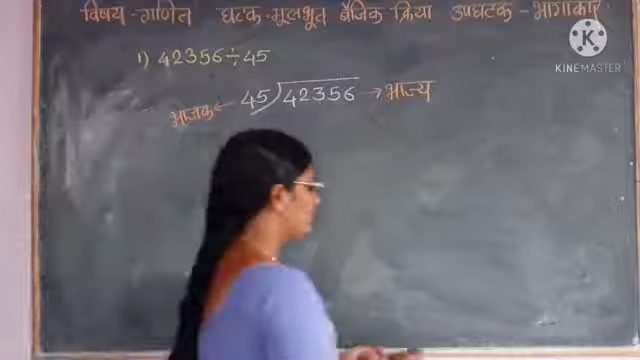 विषय-गणित घटक-मूलभूत बैजिक क्रिया उपघटक-भागाकार
1) 42356÷45
भाजक ← 45) 42356 → भाज्य
K
KINEMASTER